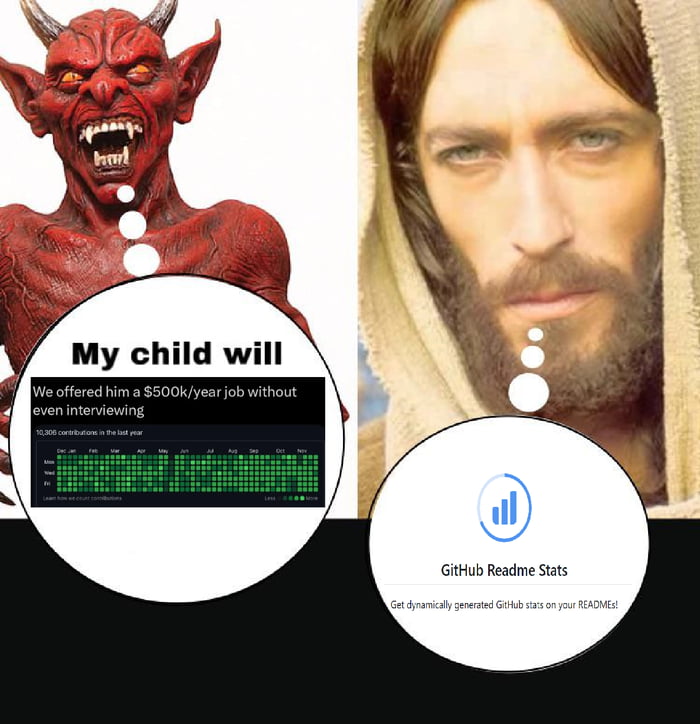 My child will
We offered him a $500k/year job without
even interviewing
10,306 contributions in the last year
Dec Jan Feb Mar Apr May Jun Jul Aug Sep Oct Nov
Mon
Wed
Fri
Learn how we count contributions
Less More
GitHub Readme Stats
Get dynamically generated GitHub stats on your READMEs!